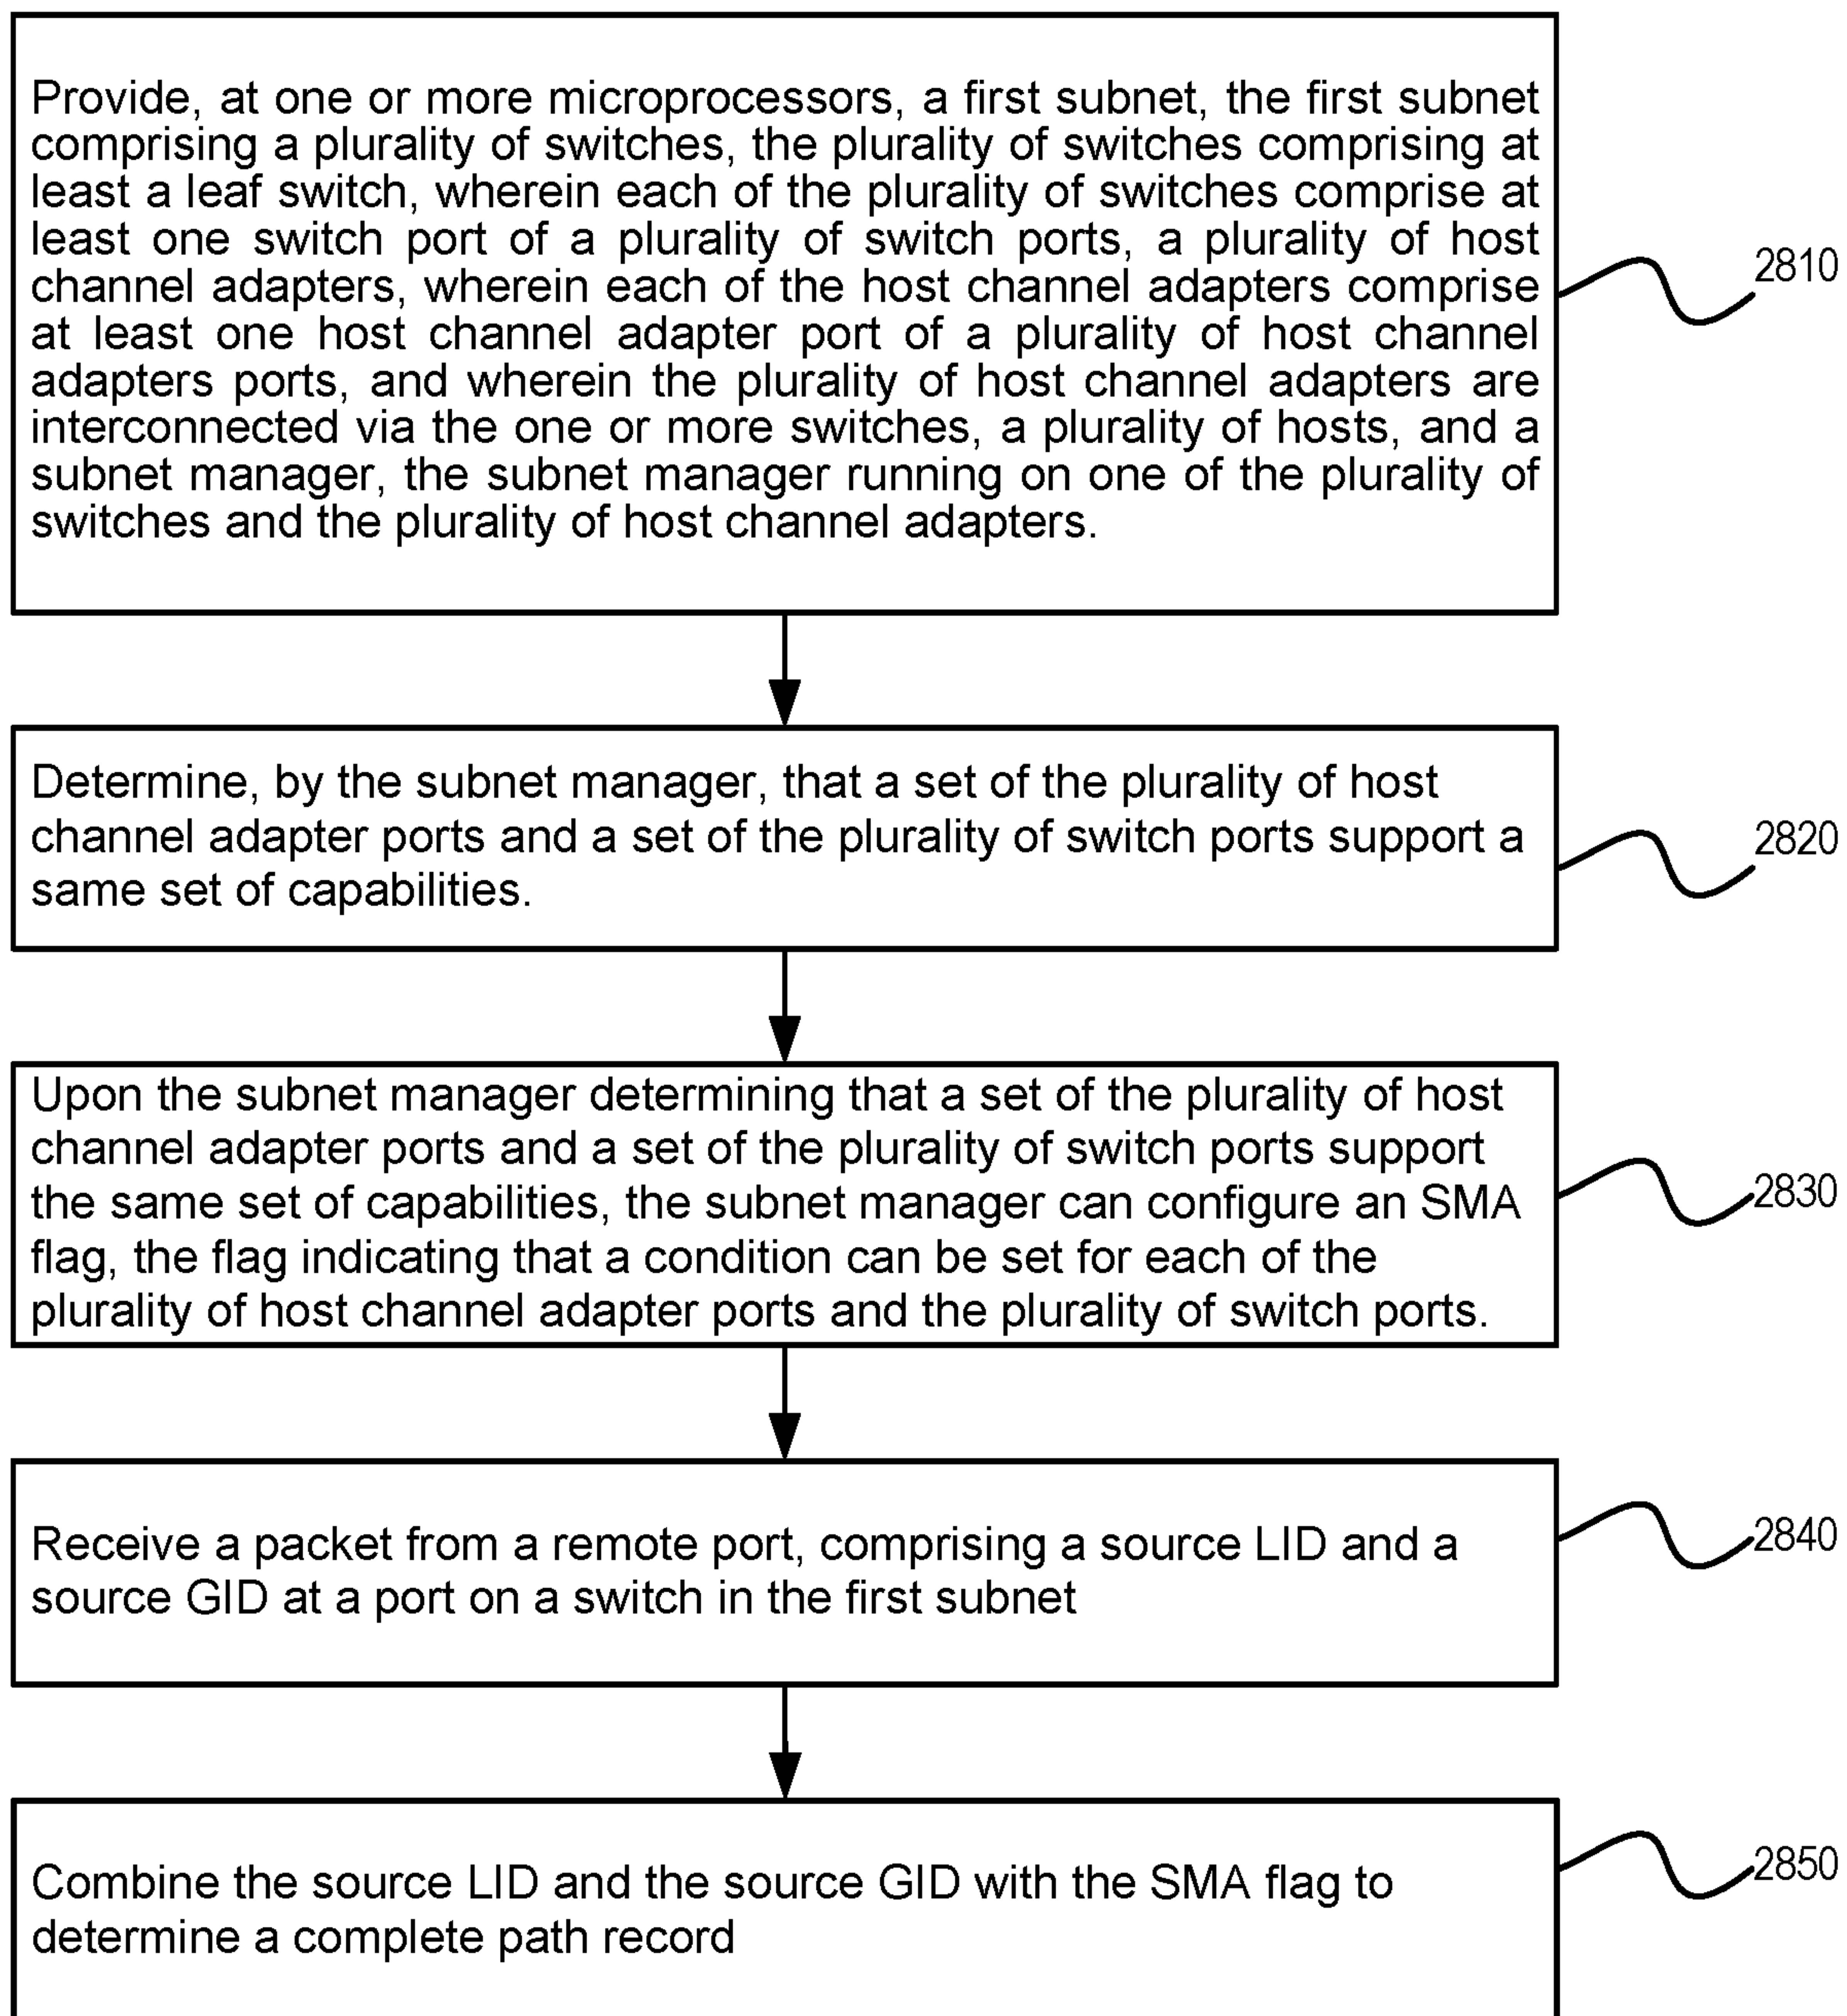 Provide, at one or more microprocessors, a first subnet, the first subnet
comprising a plurality of switches, the plurality of switches comprising at
least a leaf switch, wherein each of the plurality of switches comprise at
least one switch port of a plurality of switch ports, a plurality of host
channel adapters, wherein each of the host channel adapters comprise
at least one host channel adapter port of a plurality of host channel
adapters ports, and wherein the plurality of host channel adapters are
interconnected via the one or more switches, a plurality of hosts, and a
subnet manager, the subnet manager running on one of the plurality of
switches and the plurality of host channel adapters.
2810
Determine, by the subnet manager, that a set of the plurality of host
channel adapter ports and a set of the plurality of switch ports support a
same set of capabilities.
2820
Upon the subnet manager determining that a set of the plurality of host
channel adapter ports and a set of the plurality of switch ports support
the same set of capabilities, the subnet manager can configure an SMA
flag, the flag indicating that a condition can be set for each of the
plurality of host channel adapter ports and the plurality of switch ports.
2830
Receive a packet from a remote port, comprising a source LID and a
source GID at a port on a switch in the first subnet
2840
Combine the source LID and the source GID with the SMA flag to
determine a complete path record
2850